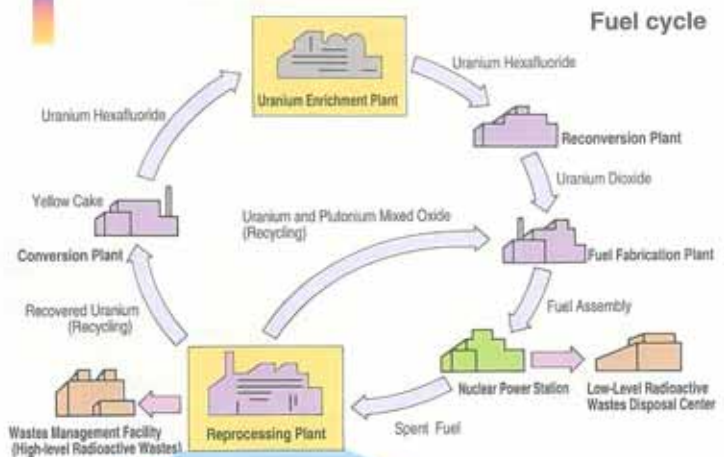 Fuel cycle
Uranium Hexafluoride
Uranium Enrichment Plant
Uranium Hexafluoride
Reconversion Plant
Uranium Dioxide
Yellow Cake
Uranium and Plutonium Mixed Oxide
(Recycling)
Conversion Plant
Fuel Fabrication Plant
Recovered Uranium
(Recycling)
Fuel Assembly
Nuclear Power Station
Low-Level Radioactive
Wastes Disposal Center
Wastes Management Facility
(High-level Radioactive Wastes)
Reprocessing Plant
Spent Fuel